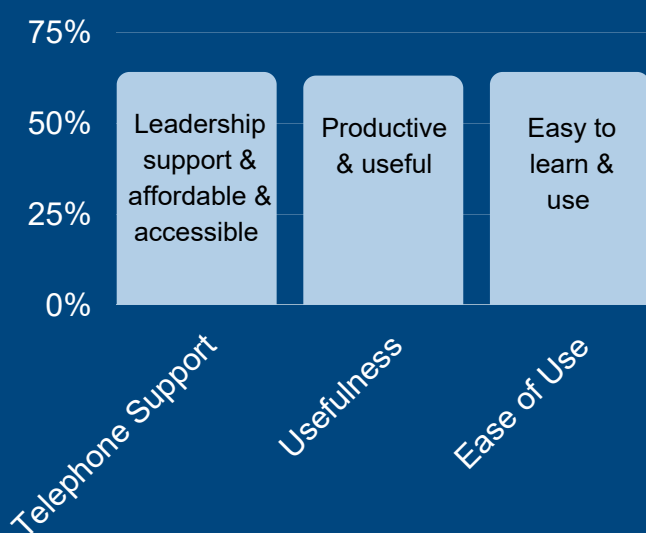 75%
50%
25%
0%
Leadership
support &
affordable &
accessible
Productive
& useful
Easy to
learn &
use
Telephone Support
Usefulness
Ease of Use